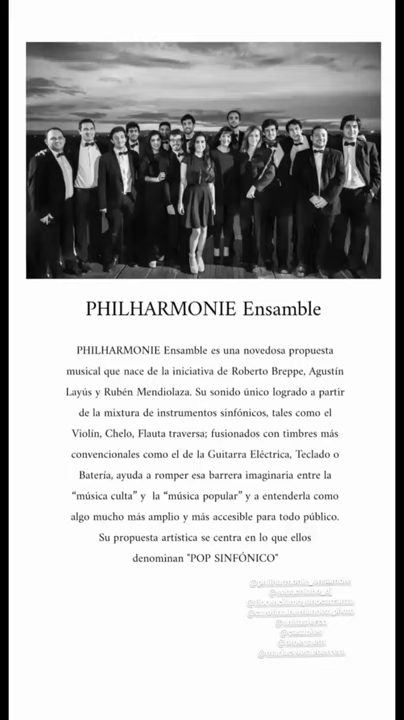 PHILHARMONIE Ensamble
PHILHARMONIE Ensamble es una novedosa propuesta
musical que nace de la iniciativa de Roberto Breppe, Agustín
Layús y Rubén Mendiolaza. Su sonido único logrado a partir
de la mixtura de instrumentos sinfónicos, tales como el
Violín, Chelo, Flauta traversa; fusionados con timbres más
convencionales como el de la Guitarra Eléctrica, Teclado o
Batería, ayuda a romper esa barrera imaginaria entre la
“música culta” y la “música popular” y a entenderla como
algo mucho más amplio y más accesible para todo público.
Su propuesta artística se centra en lo que ellos
denominan "POP SINFÓNICO"
@philharmonie_ensamble